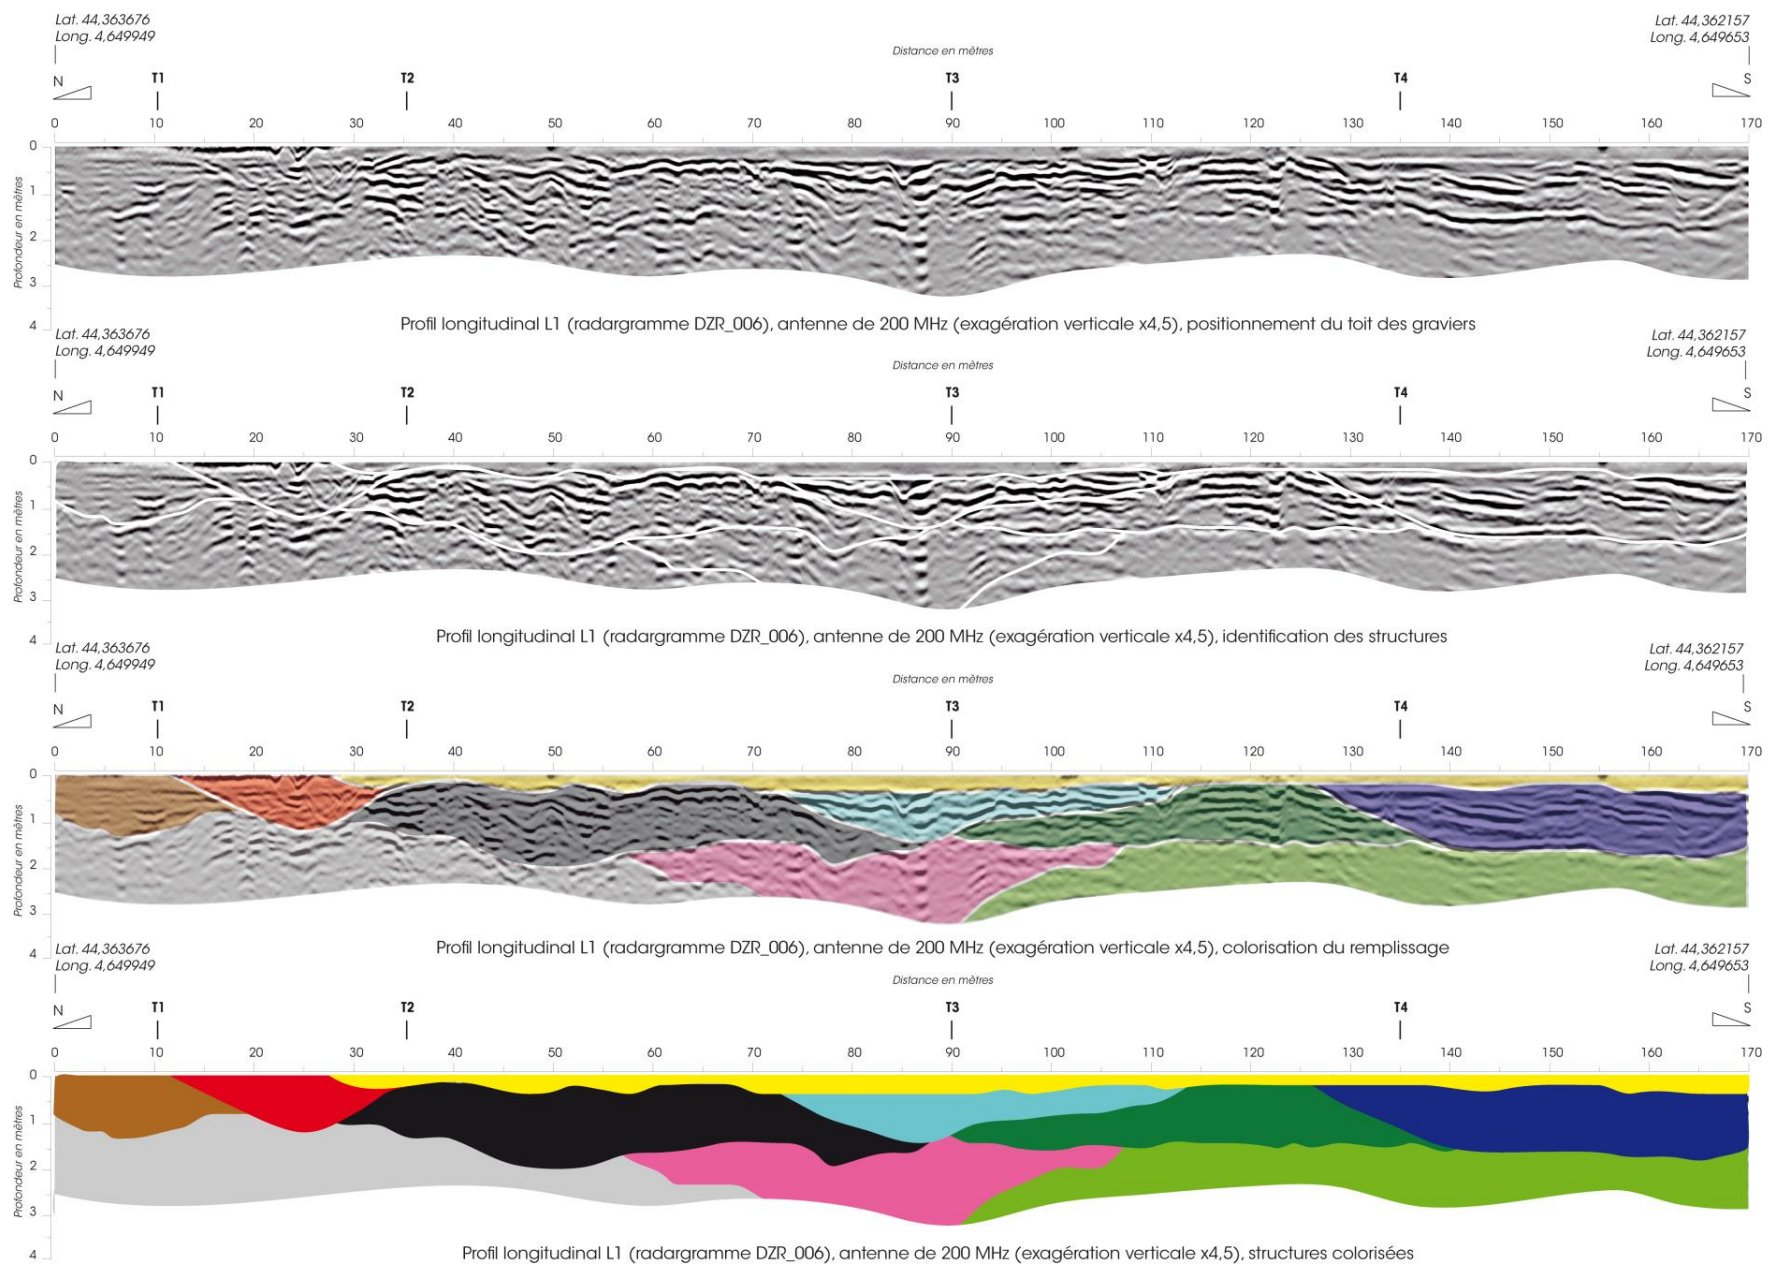 Lat. 44,363676
Long. 4,649949
Lat. 44,362157
Long. 4,649653
Distance en mètres
N T1 T2 T3 T4 S
0 10 20 30 40 50 60 70 80 90 100 110 120 130 140 150 160 170
Profondeur en mètres
0
1
2
3
4
Profil longitudinal L1 (radargramme DZR_006), antenne de 200 MHz (exagération verticale x4,5), positionnement du toit des graviers
Lat. 44,363676
Long. 4,649949
Lat. 44,362157
Long. 4,649653
Distance en mètres
N T1 T2 T3 T4 S
0 10 20 30 40 50 60 70 80 90 100 110 120 130 140 150 160 170
Profondeur en mètres
0
1
2
3
4
Profil longitudinal L1 (radargramme DZR_006), antenne de 200 MHz (exagération verticale x4,5), identification des structures
Lat. 44,363676
Long. 4,649949
Lat. 44,362157
Long. 4,649653
Distance en mètres
N T1 T2 T3 T4 S
0 10 20 30 40 50 60 70 80 90 100 110 120 130 140 150 160 170
Profondeur en mètres
0
1
2
3
4
Profil longitudinal L1 (radargramme DZR_006), antenne de 200 MHz (exagération verticale x4,5), colorisation du remplissage
Lat. 44,363676
Long. 4,649949
Lat. 44,362157
Long. 4,649653
Distance en mètres
N T1 T2 T3 T4 S
0 10 20 30 40 50 60 70 80 90 100 110 120 130 140 150 160 170
Profondeur en mètres
0
1
2
3
4
Profil longitudinal L1 (radargramme DZR_006), antenne de 200 MHz (exagération verticale x4,5), structures colorisées